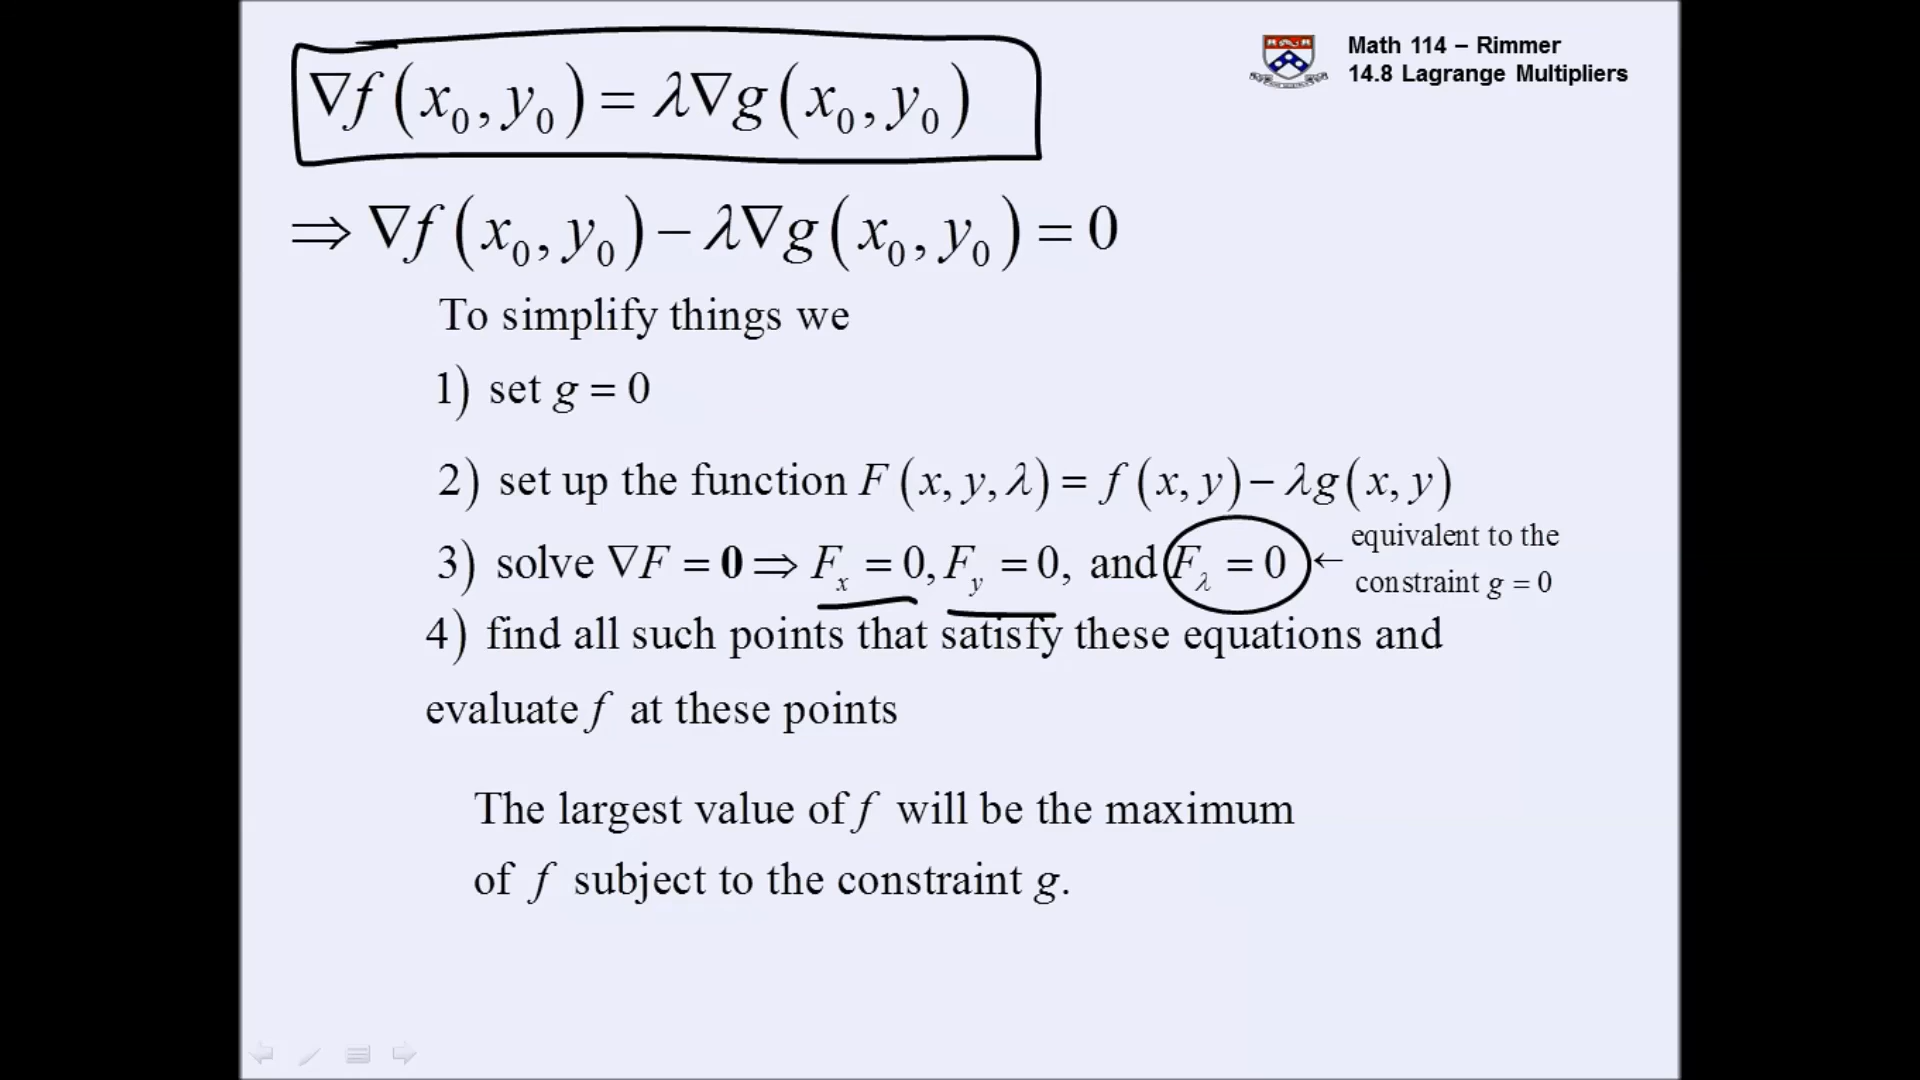 Math 114 – Rimmer
14.8 Lagrange Multipliers
∇f(x₀, y₀) = λ∇g(x₀, y₀)
⇒ ∇f(x₀, y₀) − λ∇g(x₀, y₀) = 0
To simplify things we
1) set g = 0
2) set up the function F(x, y, λ) = f(x, y) − λg(x, y)
3) solve ∇F = 0 ⇒ Fₓ = 0, F_y = 0, and F_λ = 0 ← equivalent to the
constraint g = 0
4) find all such points that satisfy these equations and
evaluate f at these points
The largest value of f will be the maximum
of f subject to the constraint g.